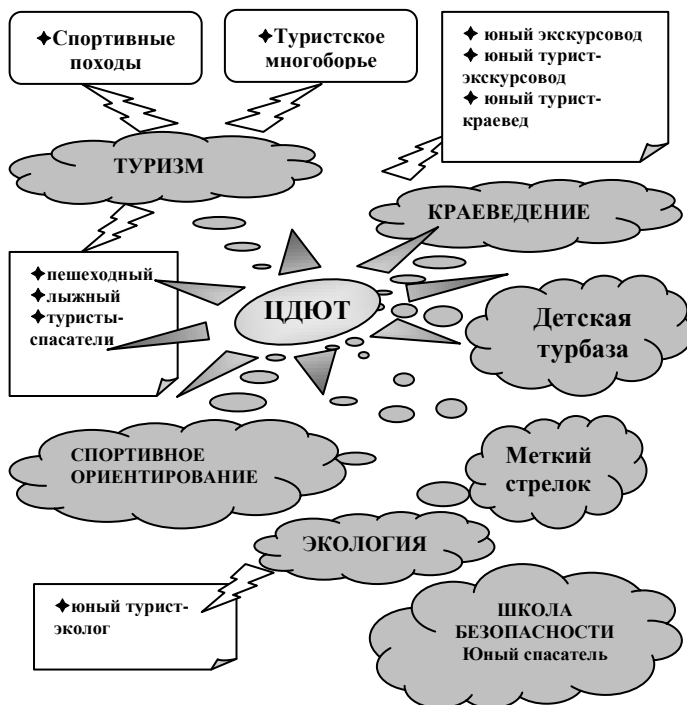 ✦Спортивные
походы
✦Туристское
многоборье
✦ юный экскурсовод
✦ юный турист-
экскурсовод
✦ юный турист-
краевед
ТУРИЗМ
КРАЕВЕДЕНИЕ
✦пешеходный
✦лыжный
✦туристы-
спасатели
ЦДЮТ
Детская
турбаза
СПОРТИВНОЕ
ОРИЕНТИРОВАНИЕ
Меткий
стрелок
ЭКОЛОГИЯ
✦юный турист-
эколог
ШКОЛА
БЕЗОПАСНОСТИ
Юный спасатель